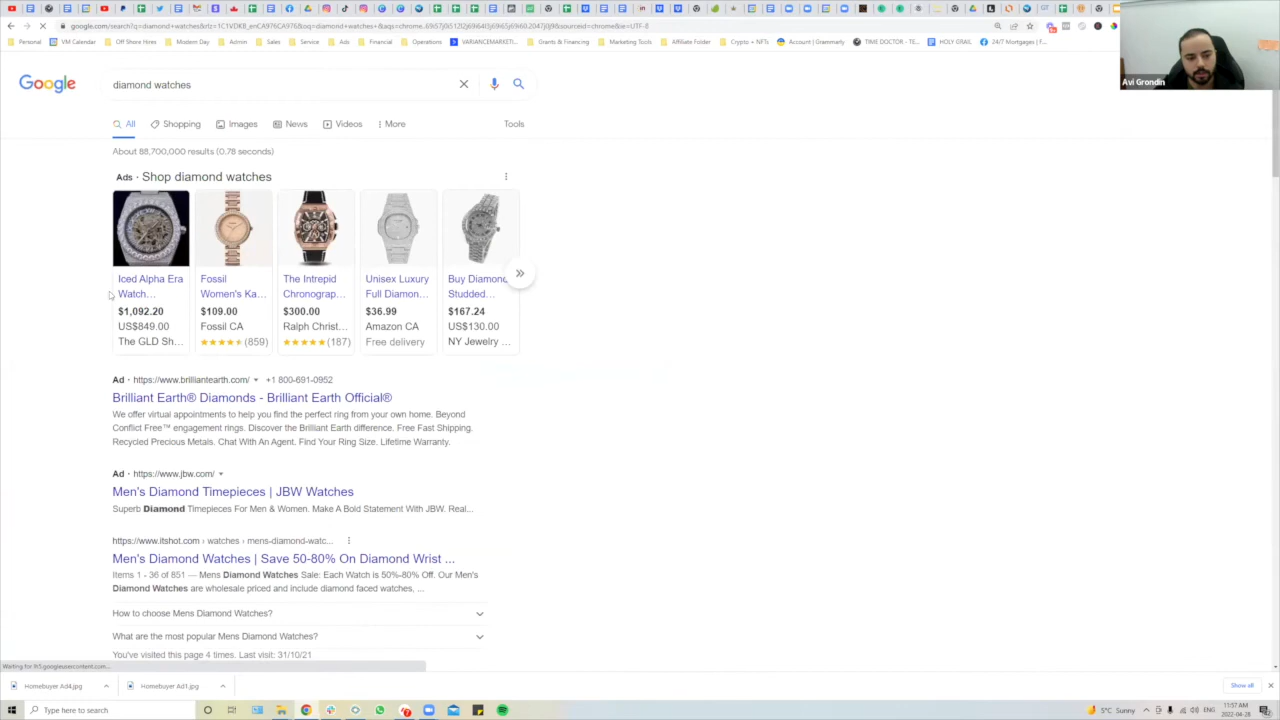 google.com/search?q=diamond+watches&rlz=1C1VDKB_enCA976CA976&oq=diamond+watches+&aqs=chrome..69i57j0i512l2j69i64l3j69i65j69i60.2047j0j9&sourceid=chrome&ie=UTF-8
Personal
VM Calendar
Off Shore Hires
Modern Day
Admin
Sales
Service
Ads
Financial
Operations
VARIANCEMARKETI...
Grants & Financing
Marketing Tools
Affiliate Folder
Crypto + NFTs
Account | Grammarly
TIME DOCTOR - TE...
HOLY GRAIL
24/7 Mortgages | F...
Avi Grondin
Google
diamond watches
All
Shopping
Images
News
Videos
More
Tools
About 88,700,000 results (0.78 seconds)
Ads · Shop diamond watches
Iced Alpha Era
Watch...
$1,092.20
US$849.00
The GLD Sh...
Fossil
Women's Ka...
$109.00
Fossil CA
(859)
The Intrepid
Chronograp...
$300.00
Ralph Christ...
(187)
Unisex Luxury
Full Diamon...
$36.99
Amazon CA
Free delivery
Buy Diamond
Studded...
$167.24
US$130.00
NY Jewelry ...
Ad · https://www.brilliantearth.com/ +1 800-691-0952
Brilliant Earth® Diamonds - Brilliant Earth Official®
We offer virtual appointments to help you find the perfect ring from your own home. Beyond
Conflict Free™ engagement rings. Discover the Brilliant Earth difference. Free Fast Shipping.
Recycled Precious Metals. Chat With An Agent. Find Your Ring Size. Lifetime Warranty.
Ad · https://www.jbw.com/
Men's Diamond Timepieces | JBW Watches
Superb Diamond Timepieces For Men & Women. Make A Bold Statement With JBW. Real...
https://www.itshot.com › watches › mens-diamond-watc...
Men's Diamond Watches | Save 50-80% On Diamond Wrist ...
Items 1 - 36 of 851 — Mens Diamond Watches Sale: Each Watch is 50%-80% Off. Our Men's
Diamond Watches are wholesale priced and include diamond faced watches, ...
How to choose Mens Diamond Watches?
What are the most popular Mens Diamond Watches?
You've visited this page 4 times. Last visit: 31/10/21
Waiting for lh5.googleusercontent.com...
Homebuyer Ad4.jpg
Homebuyer Ad1.jpg
Show all
Type here to search
5°C Sunny
ENG
11:57 AM
2022-04-28